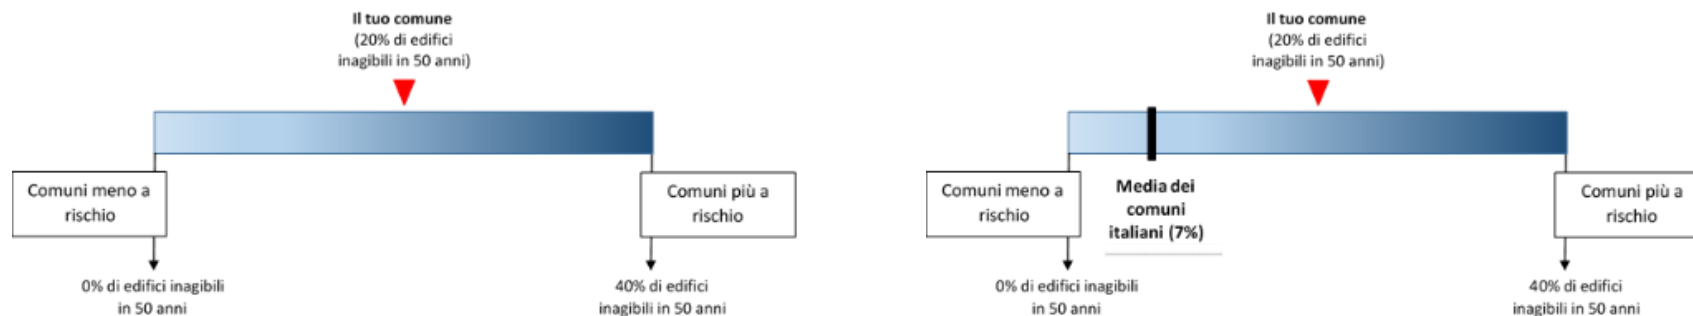 Il tuo comune
(20% di edifici
inagibili in 50 anni)
Comuni meno a
rischio
Comuni più a
rischio
0% di edifici inagibili
in 50 anni
40% di edifici
inagibili in 50 anni
Il tuo comune
(20% di edifici
inagibili in 50 anni)
Comuni meno a
rischio
Media dei
comuni
italiani (7%)
Comuni più a
rischio
0% di edifici inagibili
in 50 anni
40% di edifici
inagibili in 50 anni